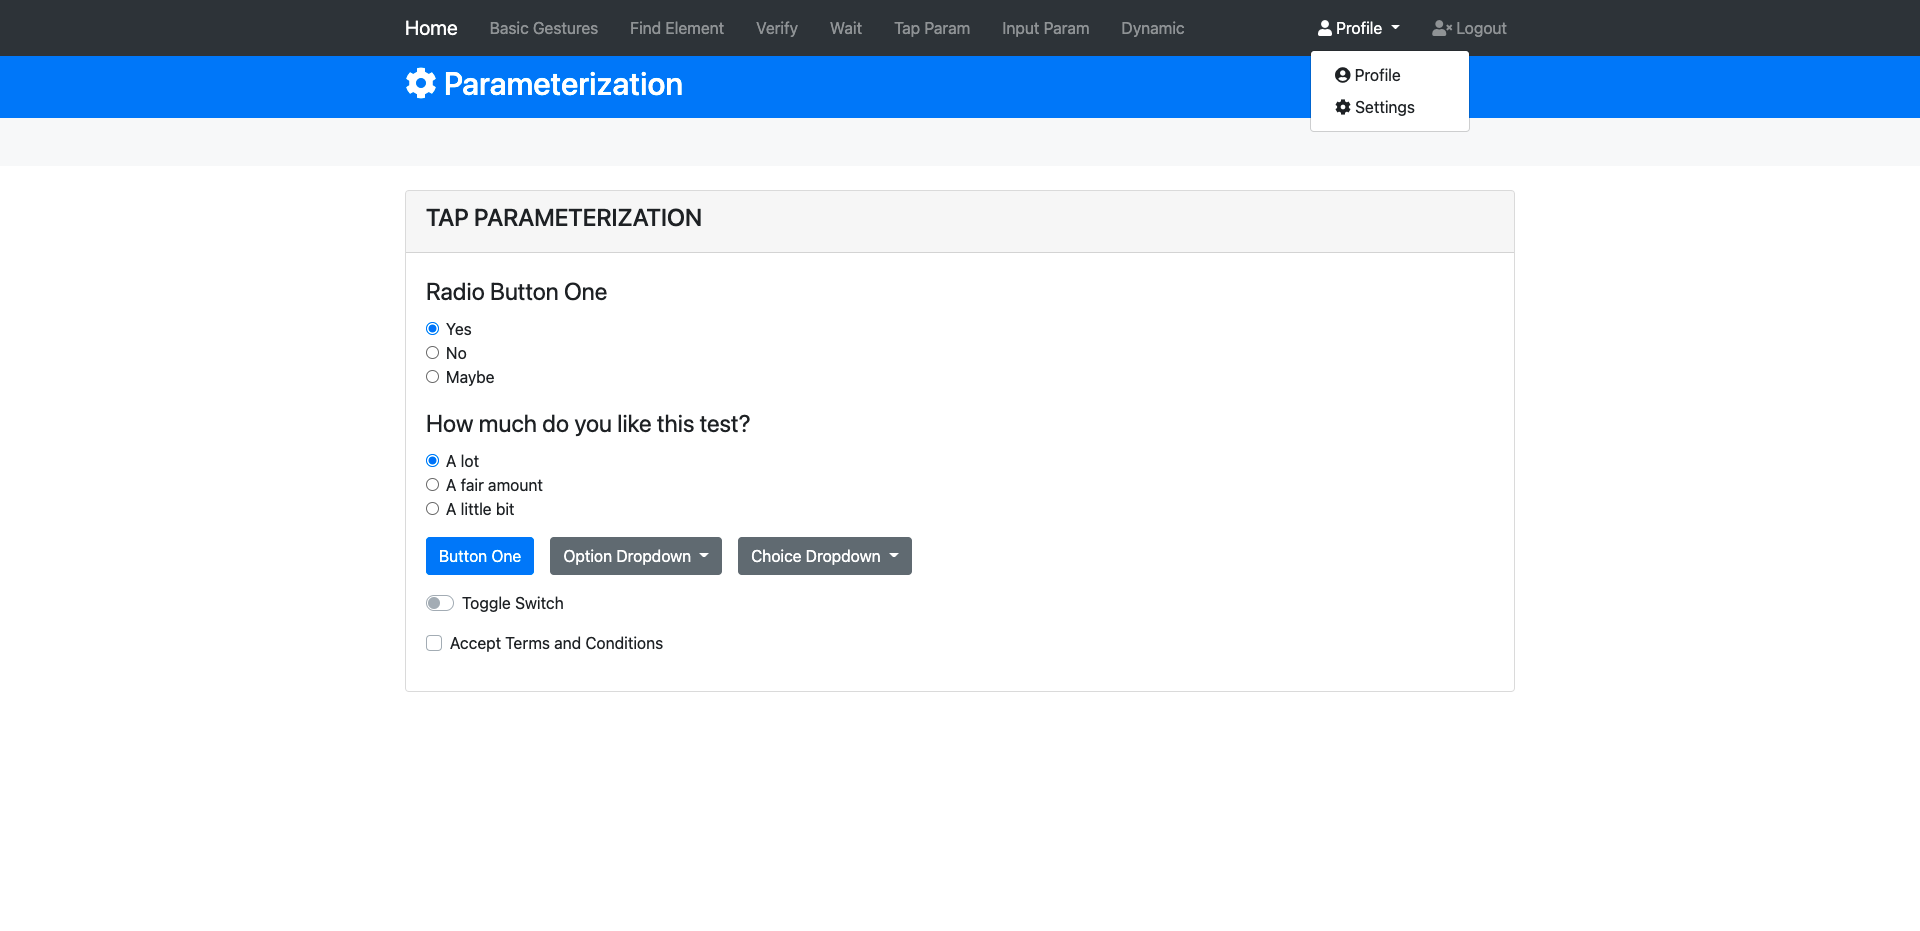 Home Basic Gestures Find Element Verify Wait Tap Param Input Param Dynamic Profile Logout
Profile
Settings
Parameterization
TAP PARAMETERIZATION
Radio Button One
Yes
No
Maybe
How much do you like this test?
A lot
A fair amount
A little bit
Button One Option Dropdown Choice Dropdown
Toggle Switch
Accept Terms and Conditions